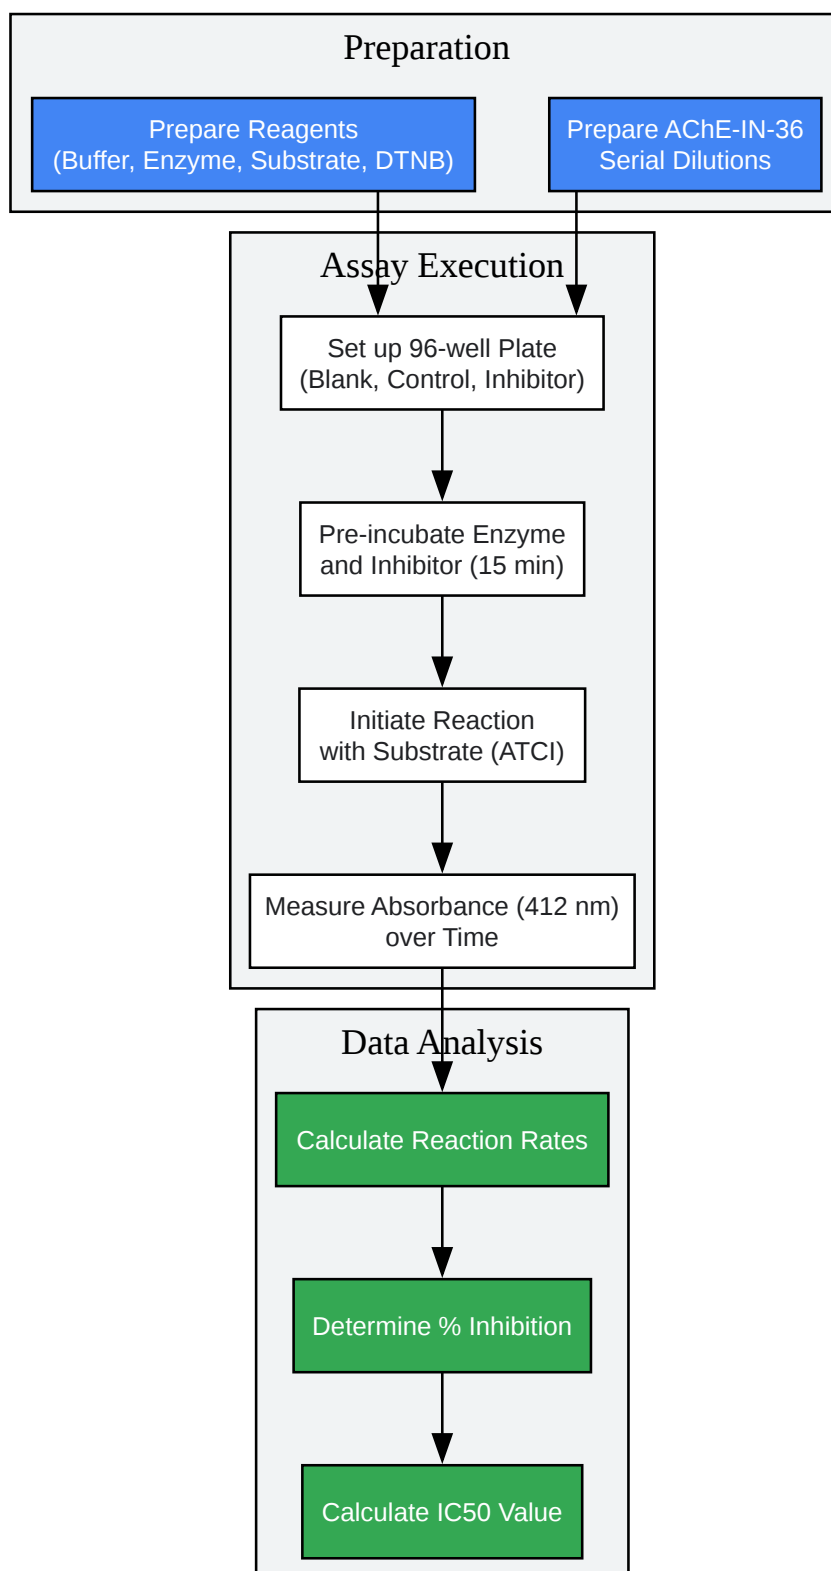 Preparation
Prepare Reagents
(Buffer, Enzyme, Substrate, DTNB)
Prepare AChE-IN-36
Serial Dilutions
Assay Execution
Set up 96-well Plate
(Blank, Control, Inhibitor)
Pre-incubate Enzyme
and Inhibitor (15 min)
Initiate Reaction
with Substrate (ATCI)
Measure Absorbance (412 nm)
over Time
Data Analysis
Calculate Reaction Rates
Determine % Inhibition
Calculate IC50 Value